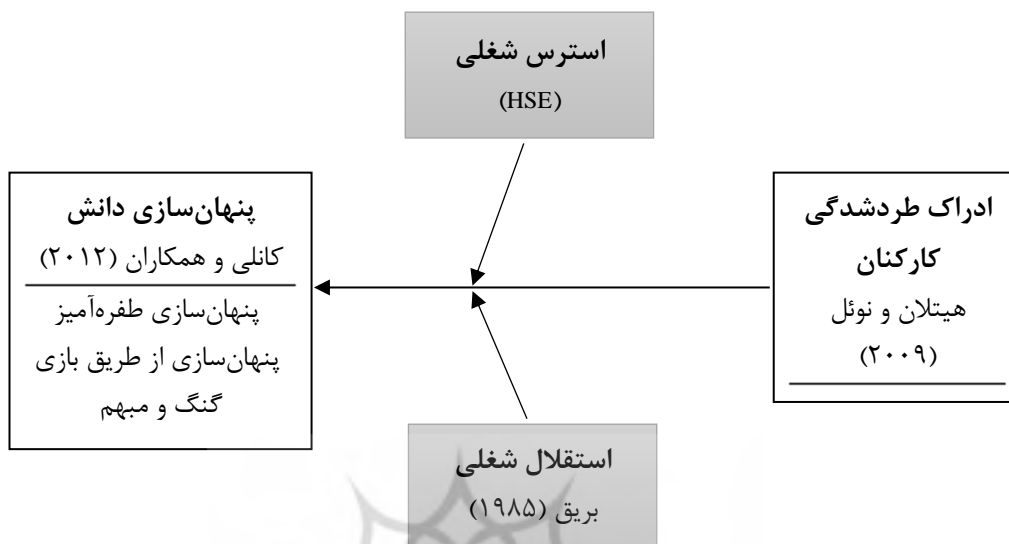 استرس شغلی
(HSE)
ادراک طردشدگی
کارکنان
هیتلان و نوئل
(۲۰۰۹)
پنهان‌سازی دانش
کانلی و همکاران (۲۰۱۲)
پنهان‌سازی طفره‌آمیز
پنهان‌سازی از طریق بازی
گنگ و مبهم
استقلال شغلی
بریق (۱۹۸۵)